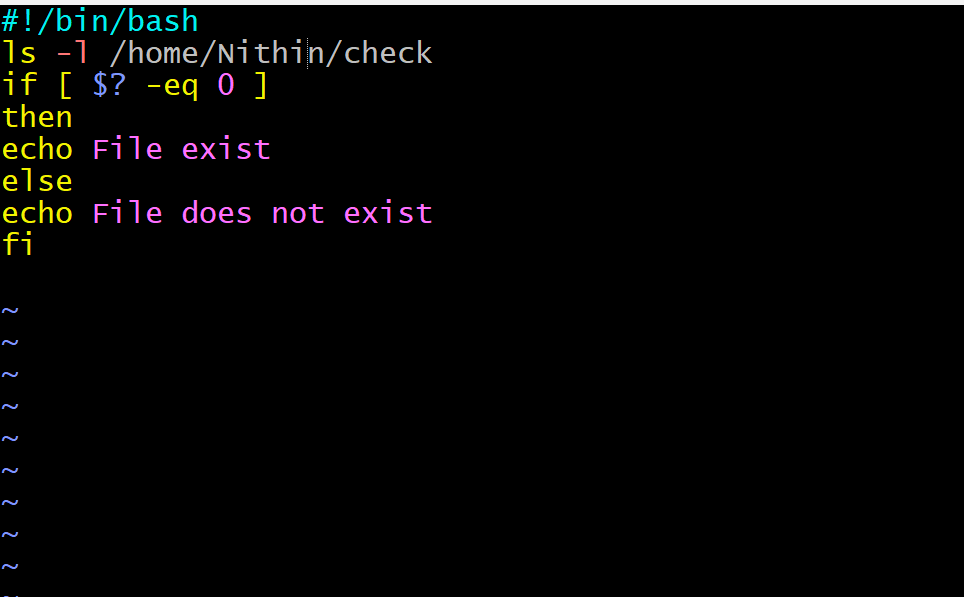 #!/bin/bash
ls -l /home/Nithin/check
if [ $? -eq 0 ]
then
echo File exist
else
echo File does not exist
fi
~
~
~
~
~
~
~
~
~
~